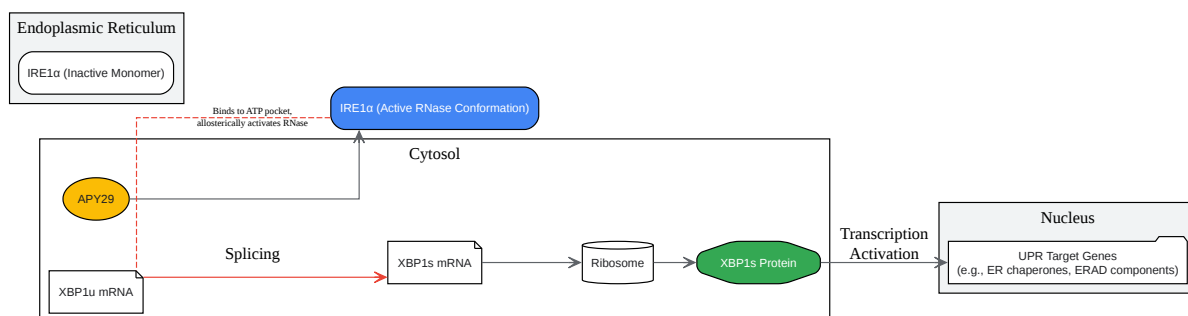 Endoplasmic Reticulum
IRE1α (Inactive Monomer)
Binds to ATP pocket,
allosterically activates RNase
IRE1α (Active RNase Conformation)
Cytosol
APY29
Splicing
XBP1u mRNA
XBP1s mRNA
Ribosome
XBP1s Protein
Transcription
Activation
Nucleus
UPR Target Genes
(e.g., ER chaperones, ERAD components)